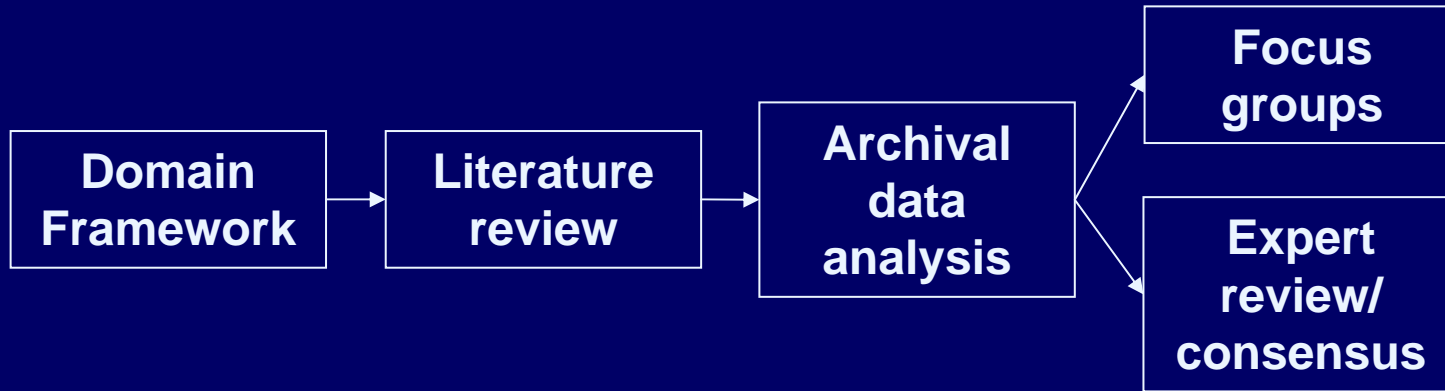 Domain
Framework
Literature
review
Archival
data
analysis
Focus
groups
Expert
review/
consensus